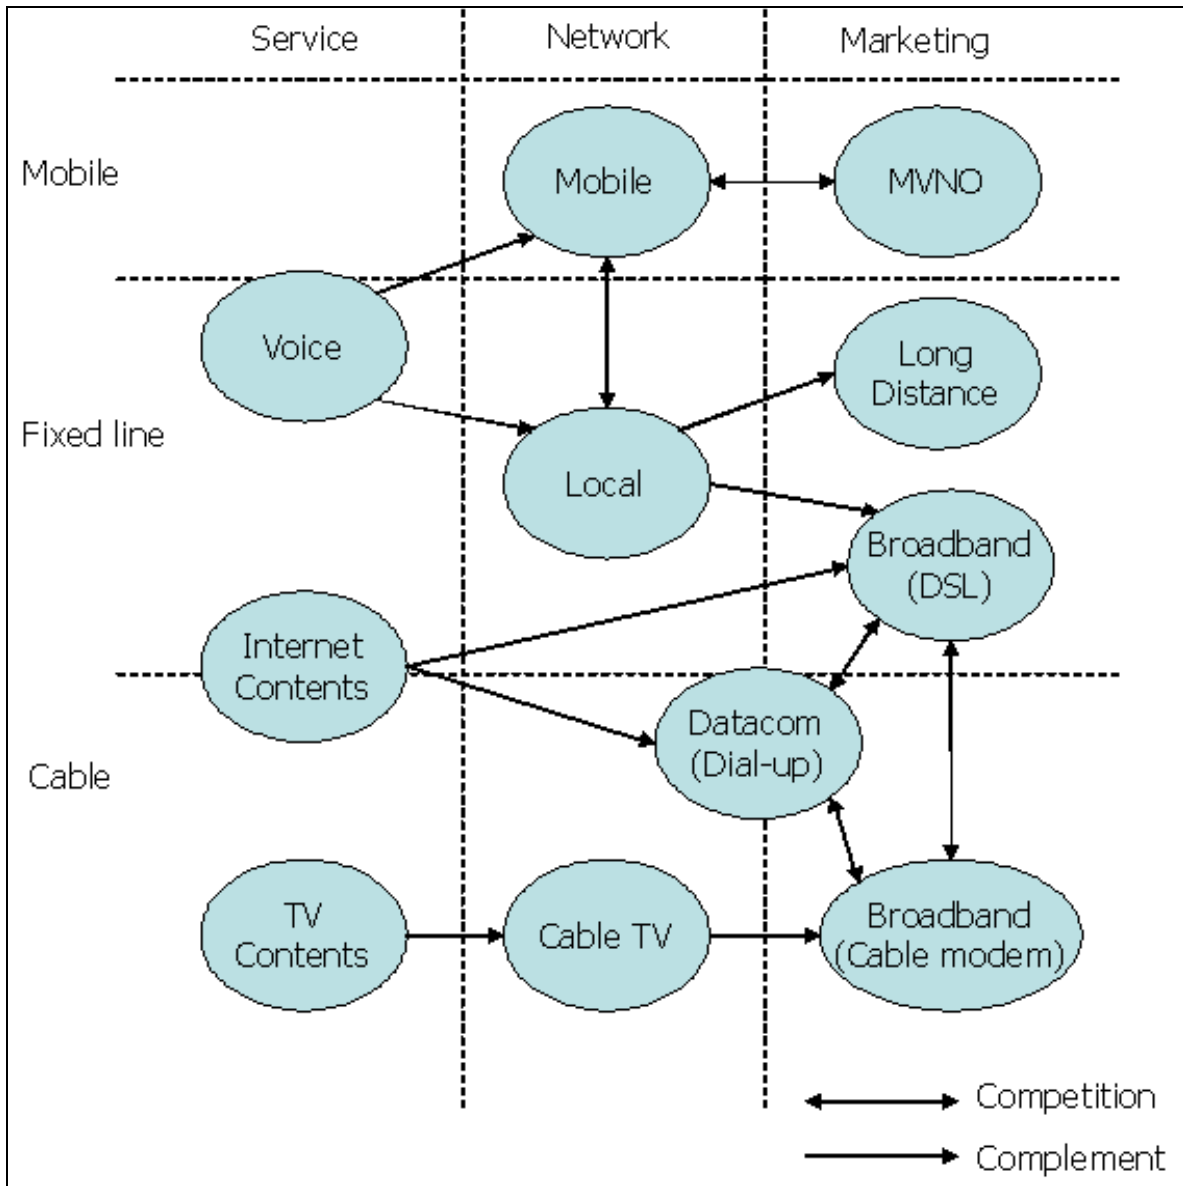 Service
Network
Marketing
Mobile
Mobile
MVNO
Voice
Long
Distance
Fixed line
Local
Broadband
(DSL)
Internet
Contents
Datacom
(Dial-up)
Cable
TV
Contents
Cable TV
Broadband
(Cable modem)
Competition
Complement